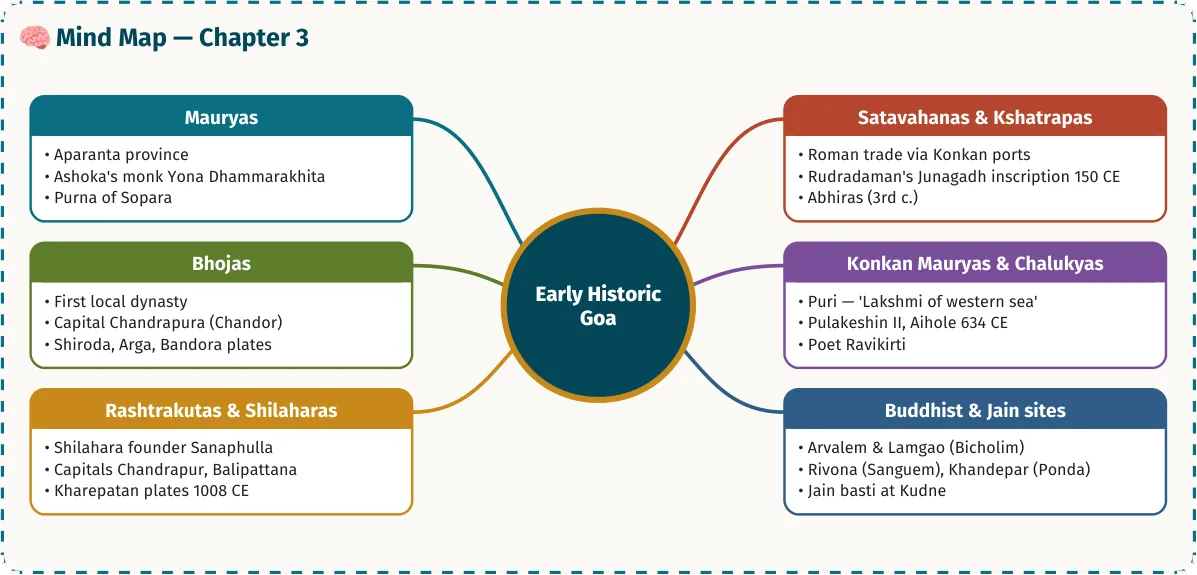 Mind Map — Chapter 3
Mauryas
• Aparanta province
• Ashoka's monk Yona Dhammarakhita
• Purna of Sopara
Bhojas
• First local dynasty
• Capital Chandrapura (Chandor)
• Shiroda, Arga, Bandora plates
Rashtrakutas & Shilaharas
• Shilahara founder Sanaphulla
• Capitals Chandrapur, Balipattana
• Kharepatan plates 1008 CE
Early Historic
Goa
Satavahanas & Kshatrapas
• Roman trade via Konkan ports
• Rudradaman's Junagadh inscription 150 CE
• Abhiras (3rd c.)
Konkan Mauryas & Chalukyas
• Puri — 'Lakshmi of western sea'
• Pulakeshin II, Aihole 634 CE
• Poet Ravikirti
Buddhist & Jain sites
• Arvalem & Lamgao (Bicholim)
• Rivona (Sanguem), Khandepar (Ponda)
• Jain basti at Kudne